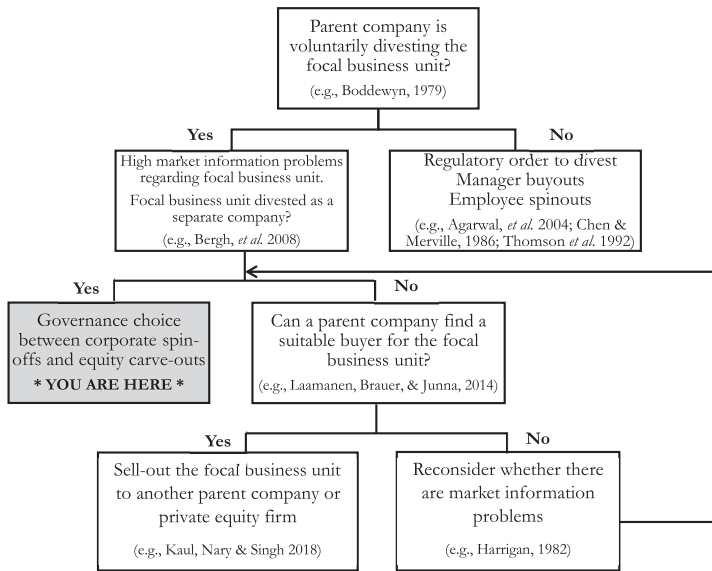 Parent company is
voluntarily divesting the
focal business unit?
(e.g., Boddewyn, 1979)
Yes
No
High market information problems
regarding focal business unit.
Focal business unit divested as a
separate company?
(e.g., Bergh, et al. 2008)
Regulatory order to divest
Manager buyouts
Employee spinouts
(e.g., Agarwal, et al. 2004; Chen &
Merville, 1986; Thomson et al. 1992)
Yes
No
Governance choice
between corporate spin-
offs and equity carve-outs
* YOU ARE HERE *
Can a parent company find a
suitable buyer for the focal
business unit?
(e.g., Laamanen, Brauer, & Junna, 2014)
Yes
No
Sell-out the focal business unit
to another parent company or
private equity firm
(e.g., Kaul, Nary & Singh 2018)
Reconsider whether there
are market information
problems
(e.g., Harrigan, 1982)